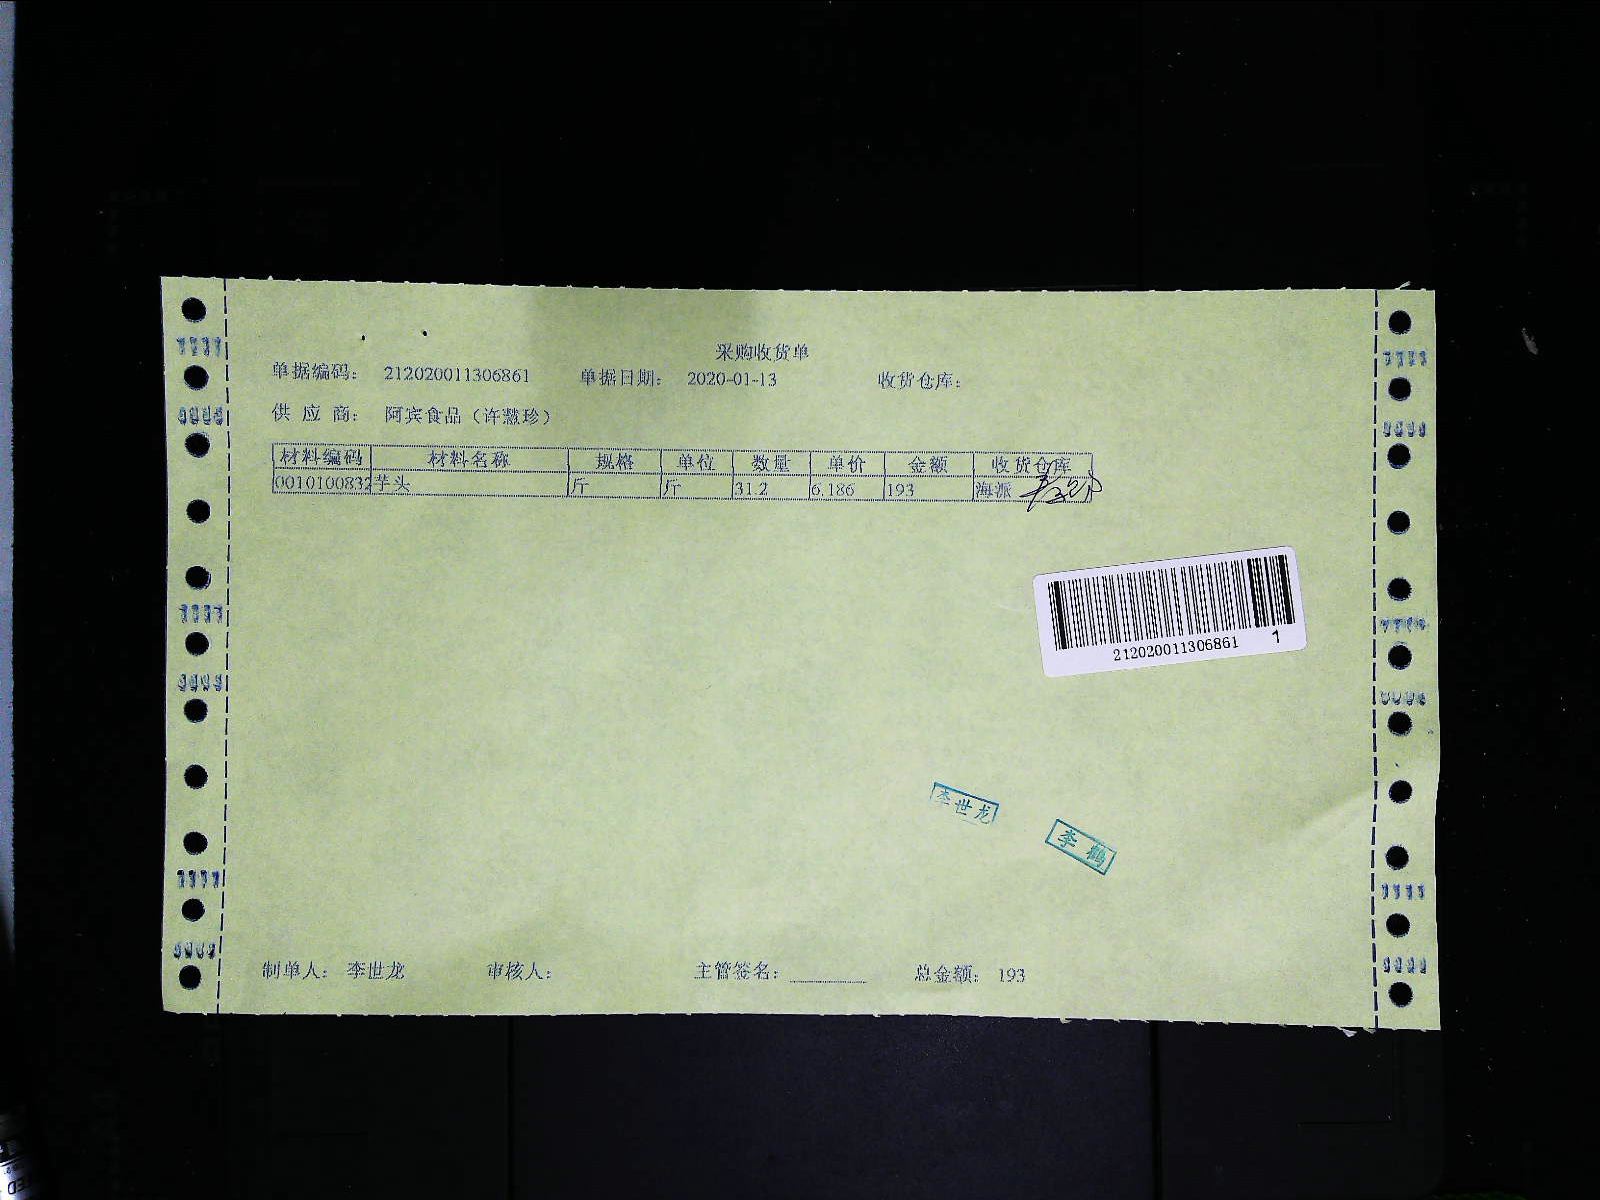 采购收货单
单据编码： 212020011306861 单据日期： 2020-01-13 收货仓库：
供 应 商： 阿宾食品（许慧珍）
材料编码 材料名称 规格 单位 数量 单价 金额 收货仓库
0010100832 芋头 斤 斤 31.2 6.186 193 海派
212020011306861 1
李世龙
李鹤
制单人： 李世龙 审核人： 主管签名： 总金额： 193